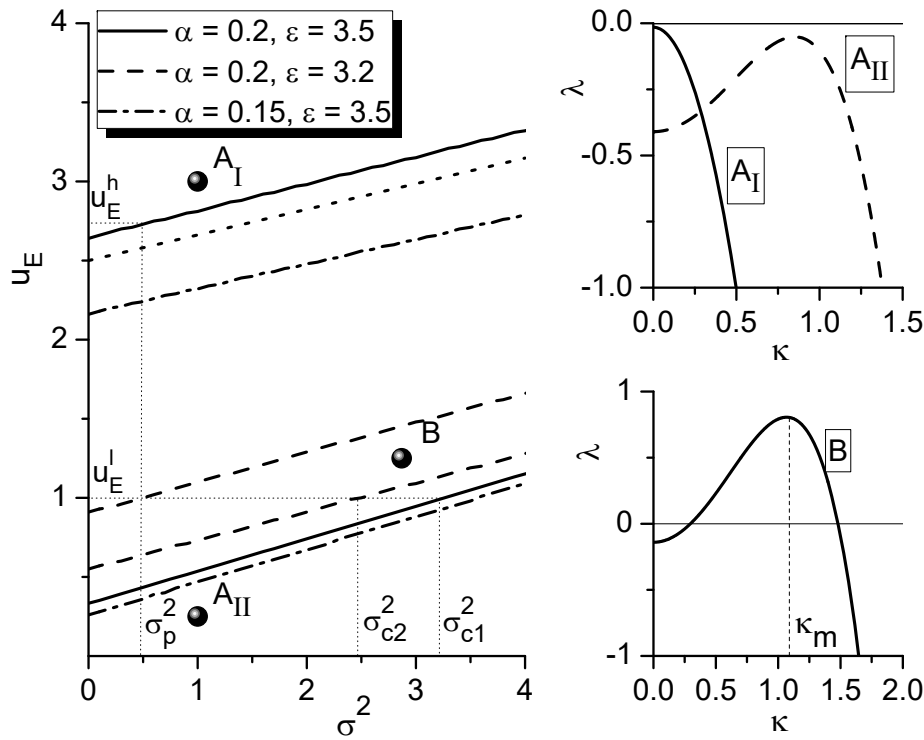 α = 0.2, ε = 3.5
α = 0.2, ε = 3.2
α = 0.15, ε = 3.5
4
3
2
1
u_E
u_E^h
u_E^l
A_I
B
A_II
σ_p^2
σ_c2^2
σ_c1^2
0
1
2
3
4
σ^2
0.0
-0.5
-1.0
λ
A_II
A_I
0.0
0.5
1.0
1.5
κ
1
0
-1
λ
B
κ_m
0.0
0.5
1.0
1.5
2.0
κ